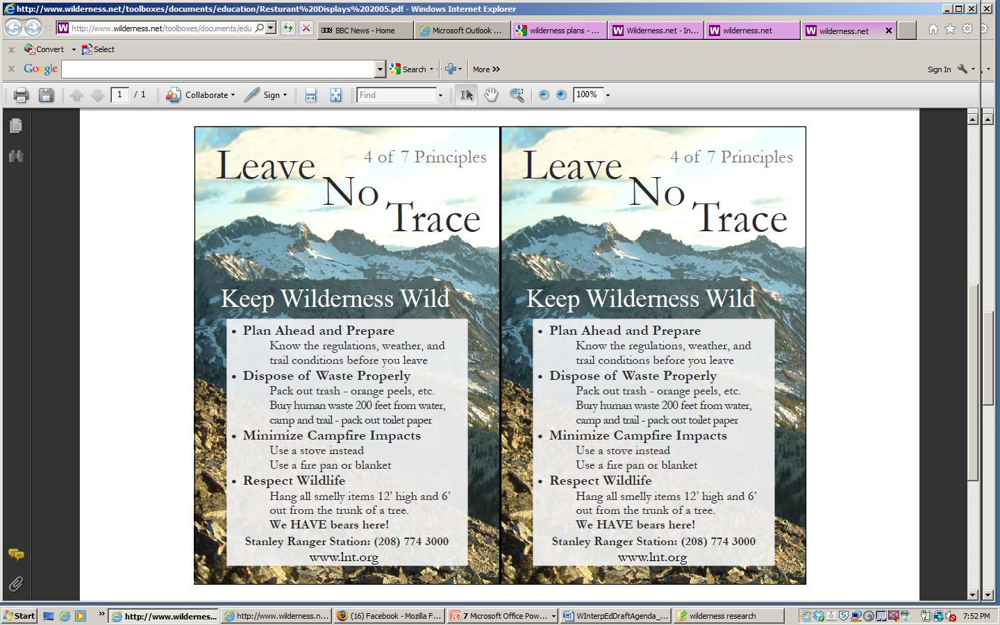 http://www.wilderness.net/toolboxes/documents/education/Resturant%20Displays%202005.pdf - Windows Internet Explorer
http://www.wilderness.net/toolboxes/documents/edu
BBC News - Home
Microsoft Outlook ...
wilderness plans - ...
Wilderness.net - In...
wilderness.net
wilderness.net
Convert
Select
Google
Search
More »
Sign In
1 / 1
Collaborate
Sign
Find
100%
Leave
No
Trace
4 of 7 Principles
Keep Wilderness Wild
• Plan Ahead and Prepare
Know the regulations, weather, and
trail conditions before you leave
• Dispose of Waste Properly
Pack out trash - orange peels, etc.
Bury human waste 200 feet from water,
camp and trail - pack out toilet paper
• Minimize Campfire Impacts
Use a stove instead
Use a fire pan or blanket
• Respect Wildlife
Hang all smelly items 12’ high and 6’
out from the trunk of a tree.
We HAVE bears here!
Stanley Ranger Station: (208) 774 3000
www.lnt.org
Leave
No
Trace
4 of 7 Principles
Keep Wilderness Wild
• Plan Ahead and Prepare
Know the regulations, weather, and
trail conditions before you leave
• Dispose of Waste Properly
Pack out trash - orange peels, etc.
Bury human waste 200 feet from water,
camp and trail - pack out toilet paper
• Minimize Campfire Impacts
Use a stove instead
Use a fire pan or blanket
• Respect Wildlife
Hang all smelly items 12’ high and 6’
out from the trunk of a tree.
We HAVE bears here!
Stanley Ranger Station: (208) 774 3000
www.lnt.org
Start
http://www.wildernes...
http://www.wilderness.n...
(16) Facebook - Mozilla F...
7 Microsoft Office Pow...
WInterpEdDraftAgenda_...
wilderness research
7:52 PM